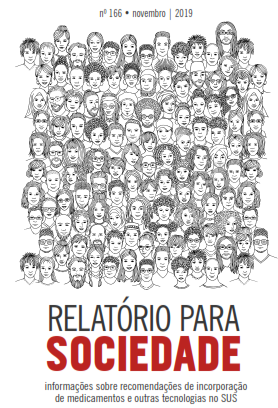 nº 166 • novembro | 2019
RELATÓRIO PARA
SOCIEDADE
informações sobre recomendações de incorporação
de medicamentos e outras tecnologias no SUS